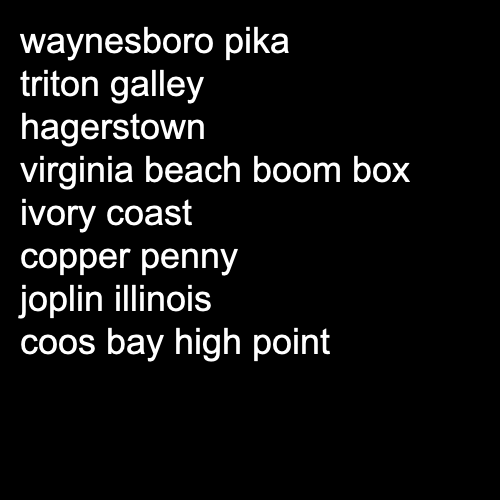 waynesboro pika
triton galley
hagerstown
virginia beach boom box
ivory coast
copper penny
joplin illinois
coos bay high point